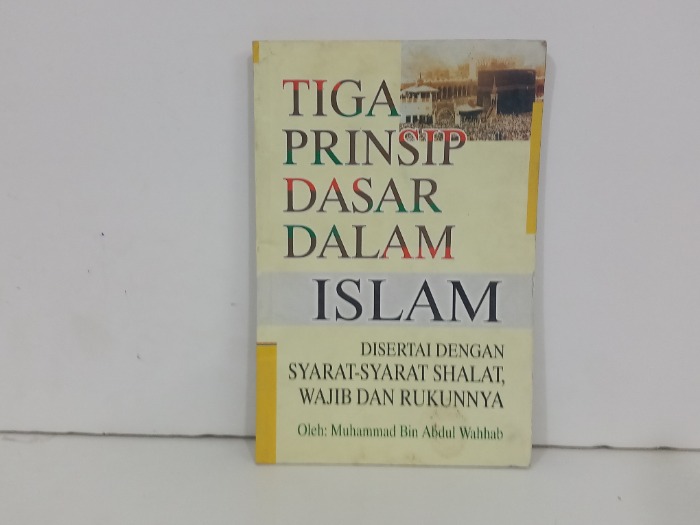 TIGA
PRINSIP
DASAR
DALAM
ISLAM
DISERTAI DENGAN
SYARAT-SYARAT SHALAT,
WAJIB DAN RUKUNNYA
Oleh: Muhammad Bin Abdul Wahhab